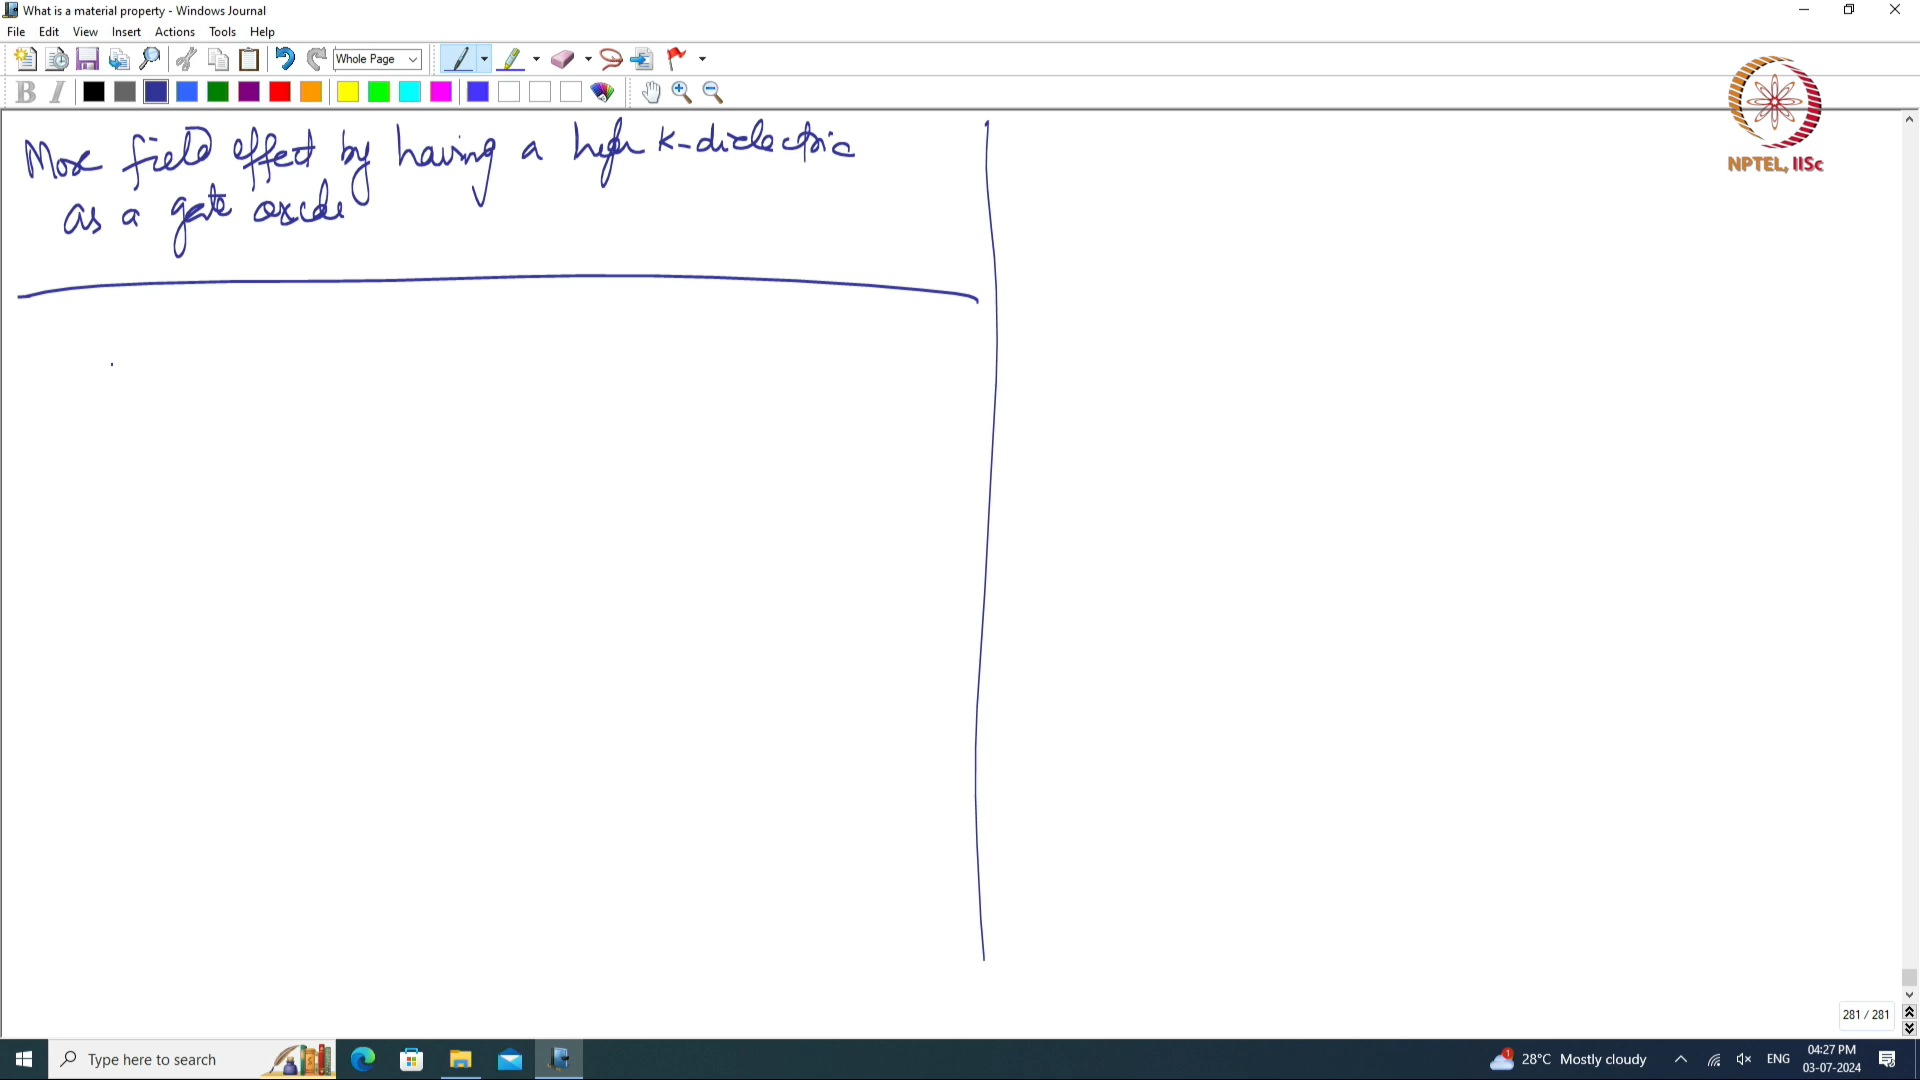 What is a material property - Windows Journal
File Edit View Insert Actions Tools Help
Whole Page
B I
NPTEL, IISc
More field effect by having a high K-dielectric
as a gate oxide
281 / 281
Type here to search
1
28°C Mostly cloudy
ENG
04:27 PM
03-07-2024